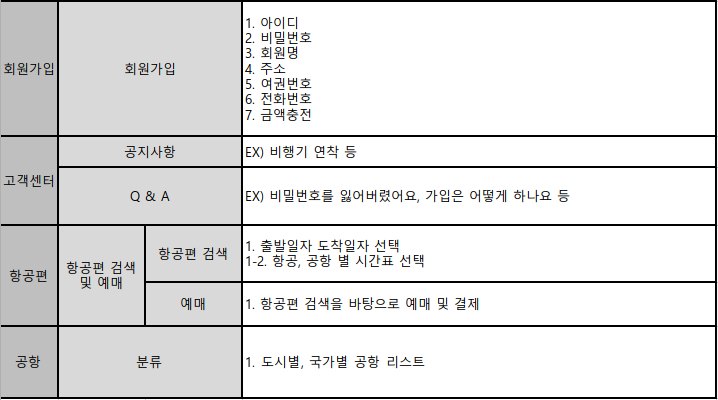 회원가입
회원가입
1. 아이디
2. 비밀번호
3. 회원명
4. 주소
5. 여권번호
6. 전화번호
7. 금액충전
고객센터
공지사항
EX) 비행기 연착 등
Q & A
EX) 비밀번호를 잃어버렸어요, 가입은 어떻게 하나요 등
항공편
항공편 검색
및 예매
항공편 검색
1. 출발일자 도착일자 선택
1-2. 항공, 공항 별 시간표 선택
예매
1. 항공편 검색을 바탕으로 예매 및 결제
공항
분류
1. 도시별, 국가별 공항 리스트